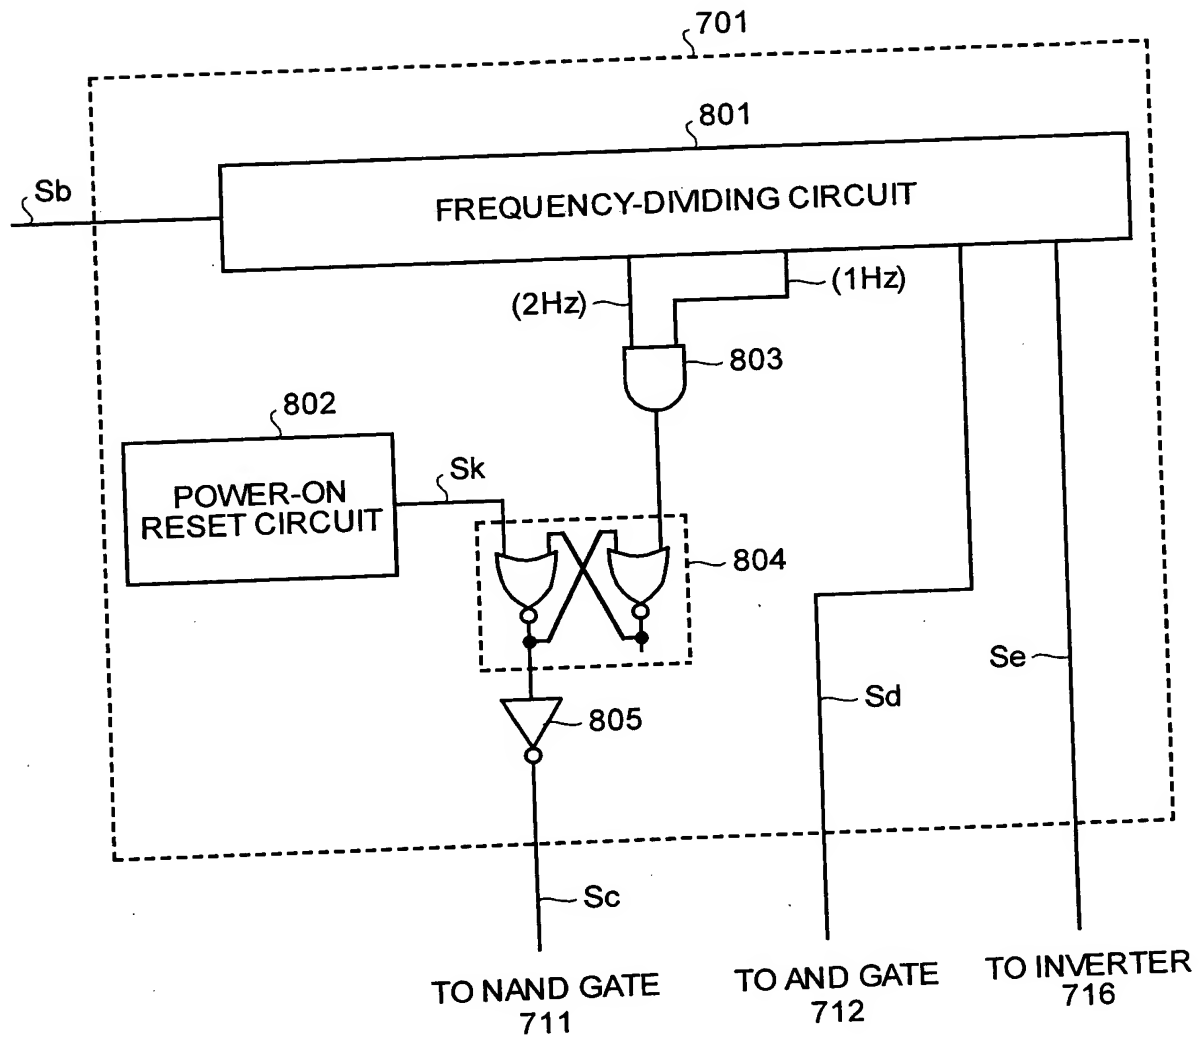 701
801
Sb
FREQUENCY-DIVIDING CIRCUIT
(2Hz)
(1Hz)
803
802
POWER-ON
RESET CIRCUIT
Sk
804
Se
Sd
805
Sc
TO NAND GATE
711
TO AND GATE
712
TO INVERTER
716